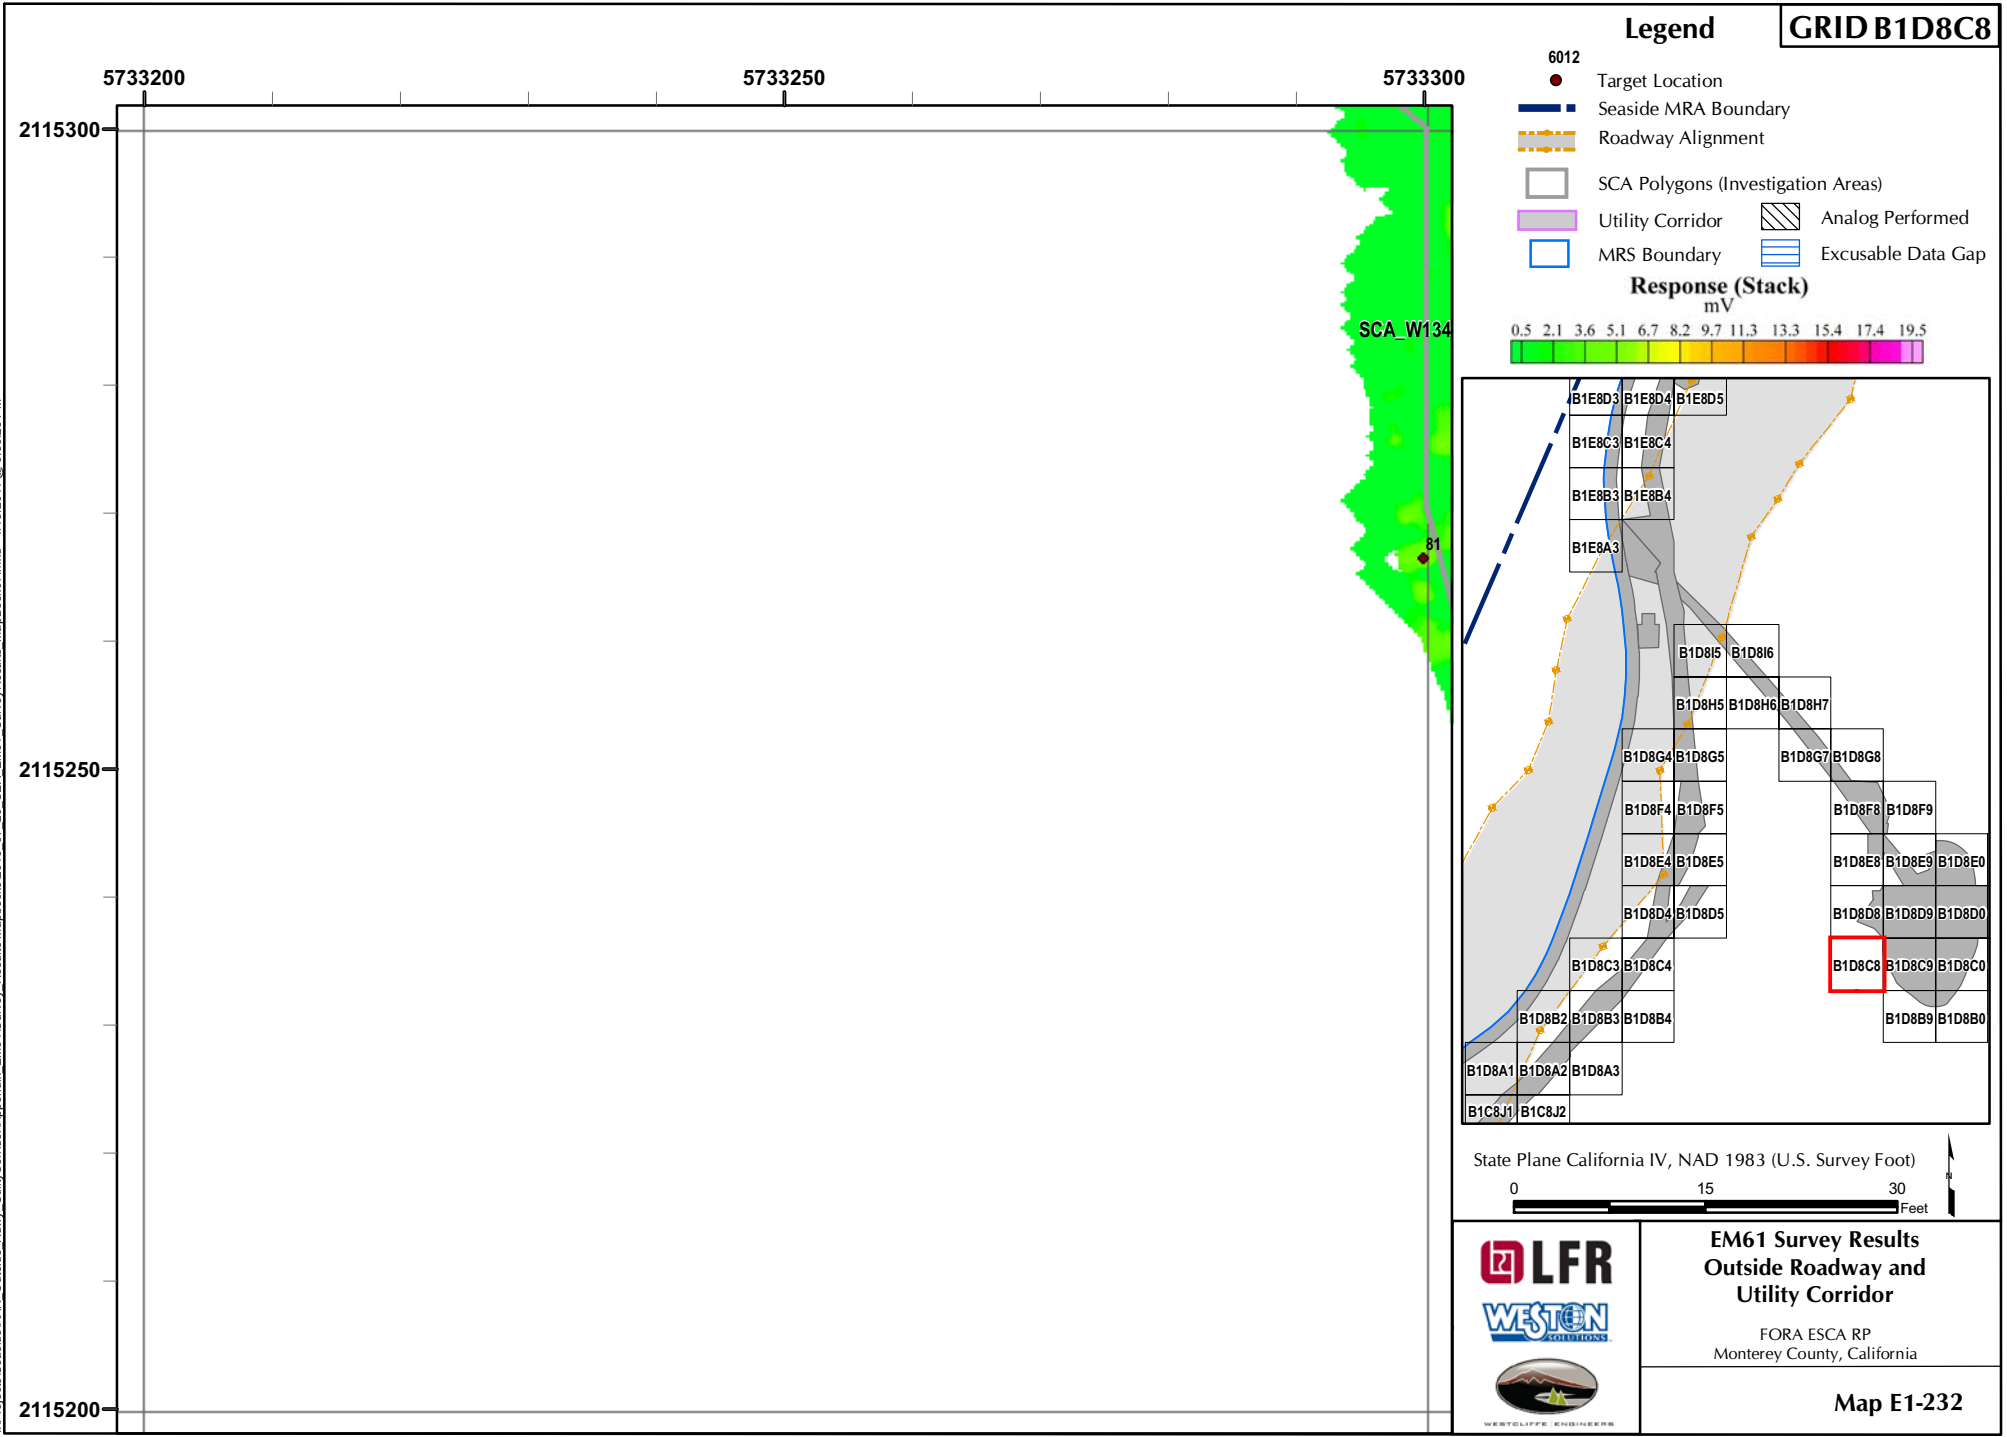 GRID B1D8C8
Legend
6012
Target Location
Seaside MRA Boundary
Roadway Alignment
SCA Polygons (Investigation Areas)
Utility Corridor
Analog Performed
MRS Boundary
Excusable Data Gap
Response (Stack)
mV
0.5 2.1 3.6 5.1 6.7 8.2 9.7 11.3 13.3 15.4 17.4 19.5
5733200 5733250 5733300
2115300
2115250
2115200
SCA_W134
81
B1E8D3 B1E8D4 B1E8D5
B1E8C3 B1E8C4
B1E8B3 B1E8B4
B1E8A3
B1D8I5 B1D8I6
B1D8H5 B1D8H6 B1D8H7
B1D8G4 B1D8G5 B1D8G7 B1D8G8
B1D8F4 B1D8F5 B1D8F8 B1D8F9
B1D8E4 B1D8E5 B1D8E8 B1D8E9 B1D8E0
B1D8D4 B1D8D5 B1D8D8 B1D8D9 B1D8D0
B1D8C3 B1D8C4 B1D8C8 B1D8C9 B1D8C0
B1D8B2 B1D8B3 B1D8B4 B1D8B9 B1D8B0
B1D8A1 B1D8A2 B1D8A3
B1C8J1 B1C8J2
State Plane California IV, NAD 1983 (U.S. Survey Foot)
0 15 30
Feet
N
LFR
WESTON
SOLUTIONS
WESTCLIFFE ENGINEERS
EM61 Survey Results
Outside Roadway and
Utility Corridor
FORA ESCA RP
Monterey County, California
Map E1-232